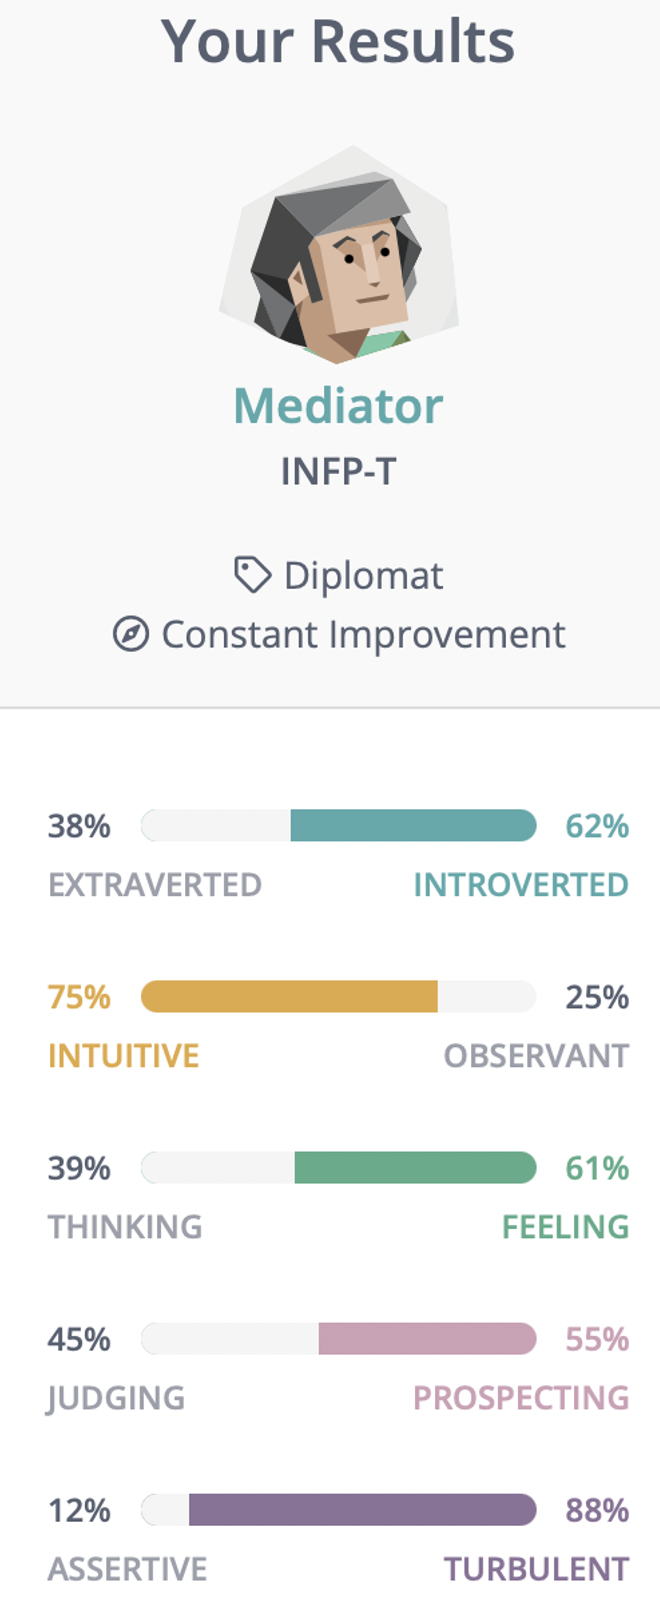 Your Results
Mediator
INFP-T
Diplomat
Constant Improvement
38% 62%
EXTRAVERTED INTROVERTED
75% 25%
INTUITIVE OBSERVANT
39% 61%
THINKING FEELING
45% 55%
JUDGING PROSPECTING
12% 88%
ASSERTIVE TURBULENT